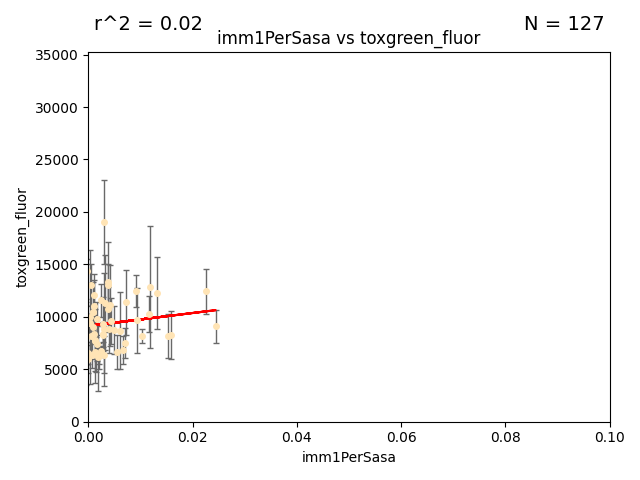 r^2 = 0.02
N = 127
imm1PerSasa vs toxgreen_fluor
35000
30000
25000
20000
15000
10000
5000
0
toxgreen_fluor
0.00
0.02
0.04
0.06
0.08
0.10
imm1PerSasa